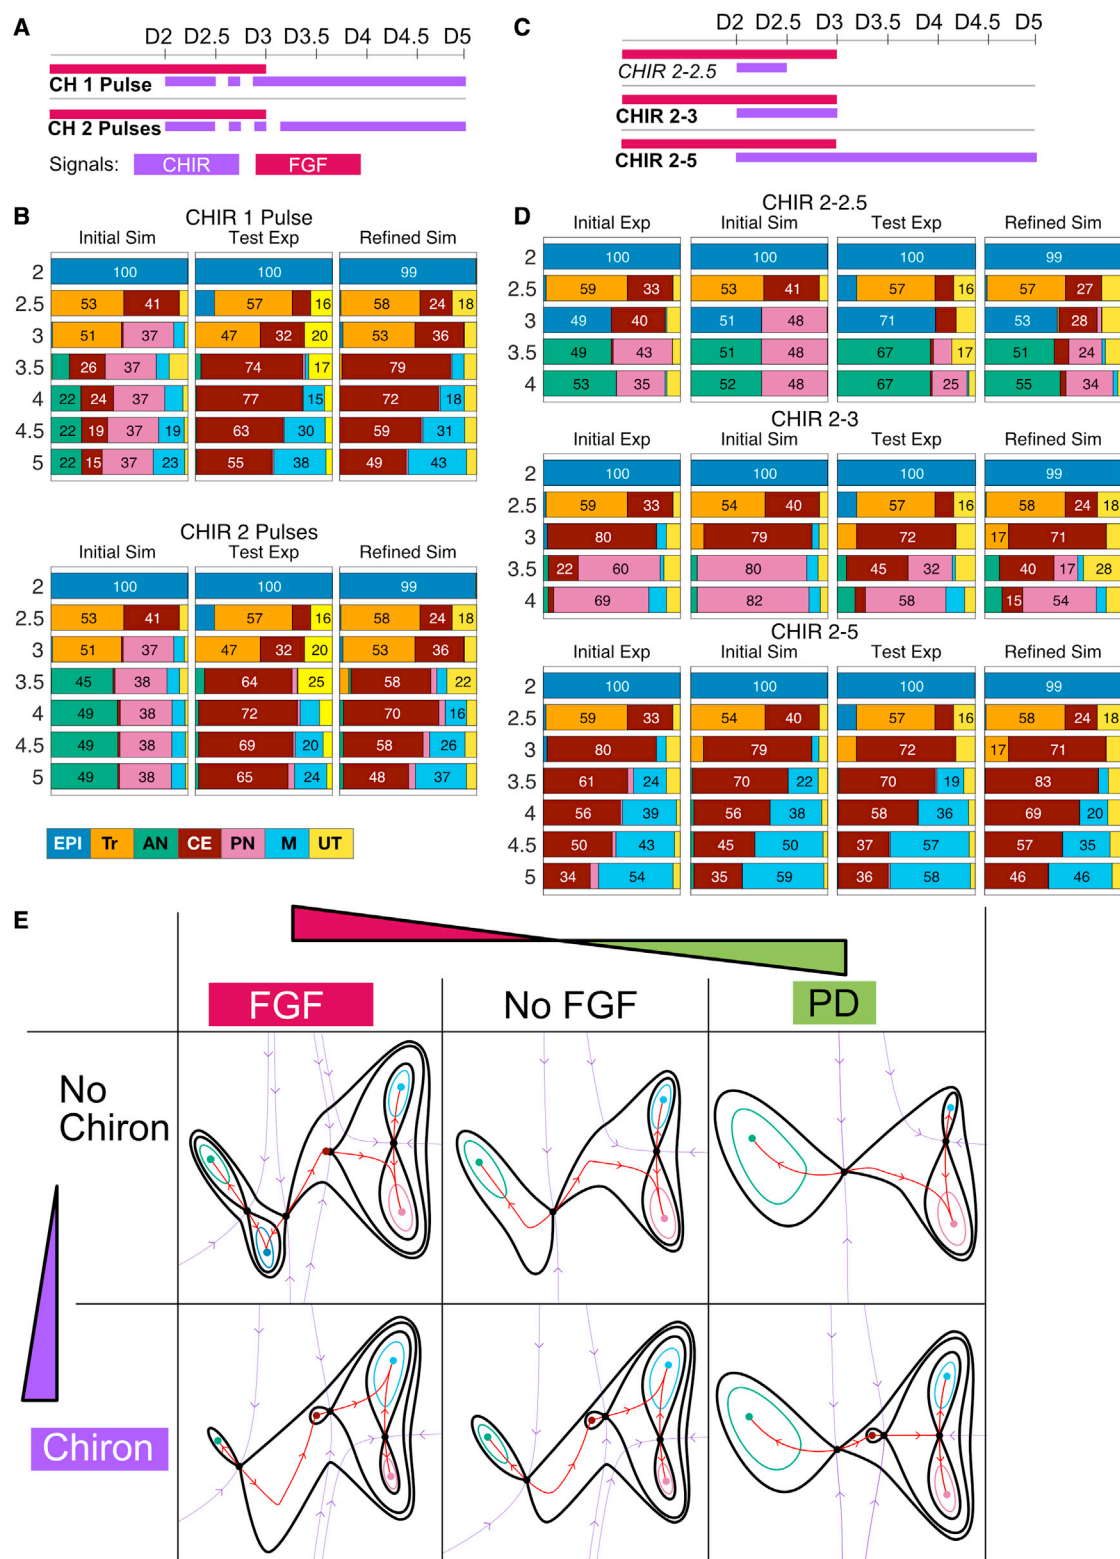 A
D2 D2.5 D3 D3.5 D4 D4.5 D5
CH 1 Pulse
CH 2 Pulses
Signals: CHIR FGF
C
D2 D2.5 D3 D3.5 D4 D4.5 D5
CHIR 2-2.5
CHIR 2-3
CHIR 2-5
B
CHIR 1 Pulse
Initial Sim Test Exp Refined Sim
2 100 100 99
2.5 53 41 57 16 58 24 18
3 51 37 47 32 20 53 36
3.5 26 37 74 17 79
4 22 24 37 77 15 72 18
4.5 22 19 37 19 63 30 59 31
5 22 15 37 23 55 38 49 43
CHIR 2 Pulses
Initial Sim Test Exp Refined Sim
2 100 100 99
2.5 53 41 57 16 58 24 18
3 51 37 47 32 20 53 36
3.5 45 38 64 25 58 22
4 49 38 72 70 16
4.5 49 38 69 20 58 26
5 49 38 65 24 48 37
EPI Tr AN CE PN M UT
D
CHIR 2-2.5
Initial Exp Initial Sim Test Exp Refined Sim
2 100 100 100 99
2.5 59 33 53 41 57 16 57 27
3 49 40 51 48 71 53 28
3.5 49 43 51 48 67 17 51 24
4 53 35 52 48 67 25 55 34
CHIR 2-3
Initial Exp Initial Sim Test Exp Refined Sim
2 100 100 100 99
2.5 59 33 54 40 57 16 58 24 18
3 80 79 72 17 71
3.5 22 60 80 45 32 40 17 28
4 69 82 58 15 54
CHIR 2-5
Initial Exp Initial Sim Test Exp Refined Sim
2 100 100 100 99
2.5 59 33 54 40 57 16 58 24 18
3 80 79 72 17 71
3.5 61 24 70 22 70 19 83
4 56 39 56 38 58 36 69 20
4.5 50 43 45 50 37 57 57 35
5 34 54 35 59 36 58 46 46
E
FGF No FGF PD
No
Chiron
Chiron